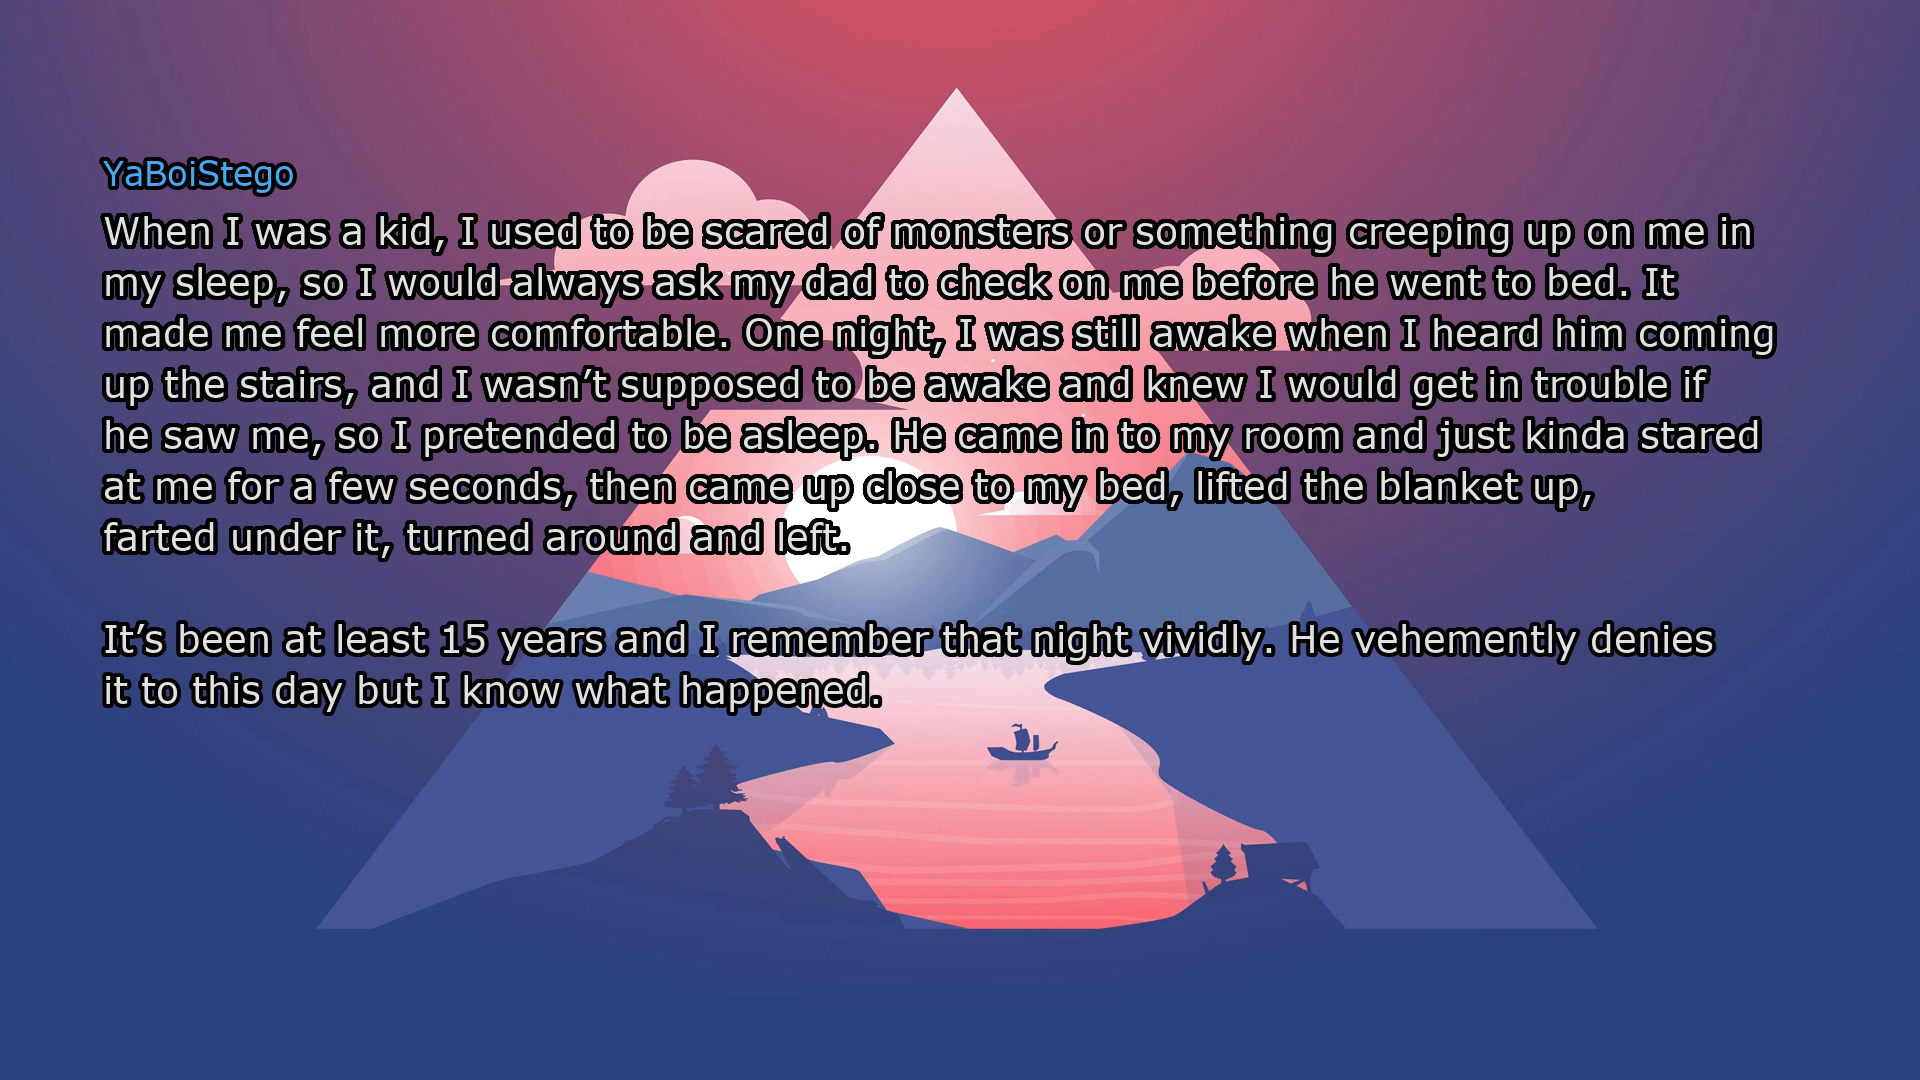 YaBoiStego
When I was a kid, I used to be scared of monsters or something creeping up on me in
my sleep, so I would always ask my dad to check on me before he went to bed. It
made me feel more comfortable. One night, I was still awake when I heard him coming
up the stairs, and I wasn’t supposed to be awake and knew I would get in trouble if
he saw me, so I pretended to be asleep. He came in to my room and just kinda stared
at me for a few seconds, then came up close to my bed, lifted the blanket up,
farted under it, turned around and left.
It’s been at least 15 years and I remember that night vividly. He vehemently denies
it to this day but I know what happened.